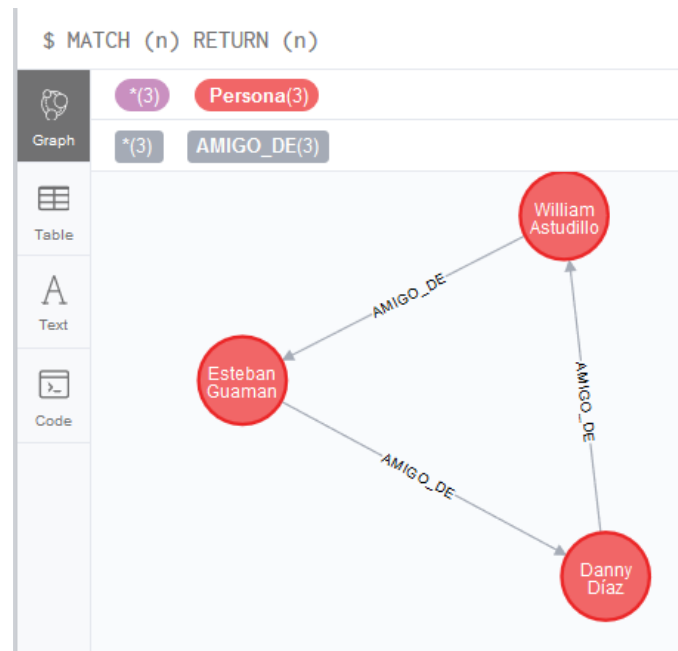 $ MATCH (n) RETURN (n)
*(3) Persona(3)
Graph
*(3) AMIGO_DE(3)
Table
A
Text
>_
Code
William
Astudillo
AMIGO_DE
Esteban
Guaman
AMIGO_DE
AMIGO_DE
Danny
Díaz